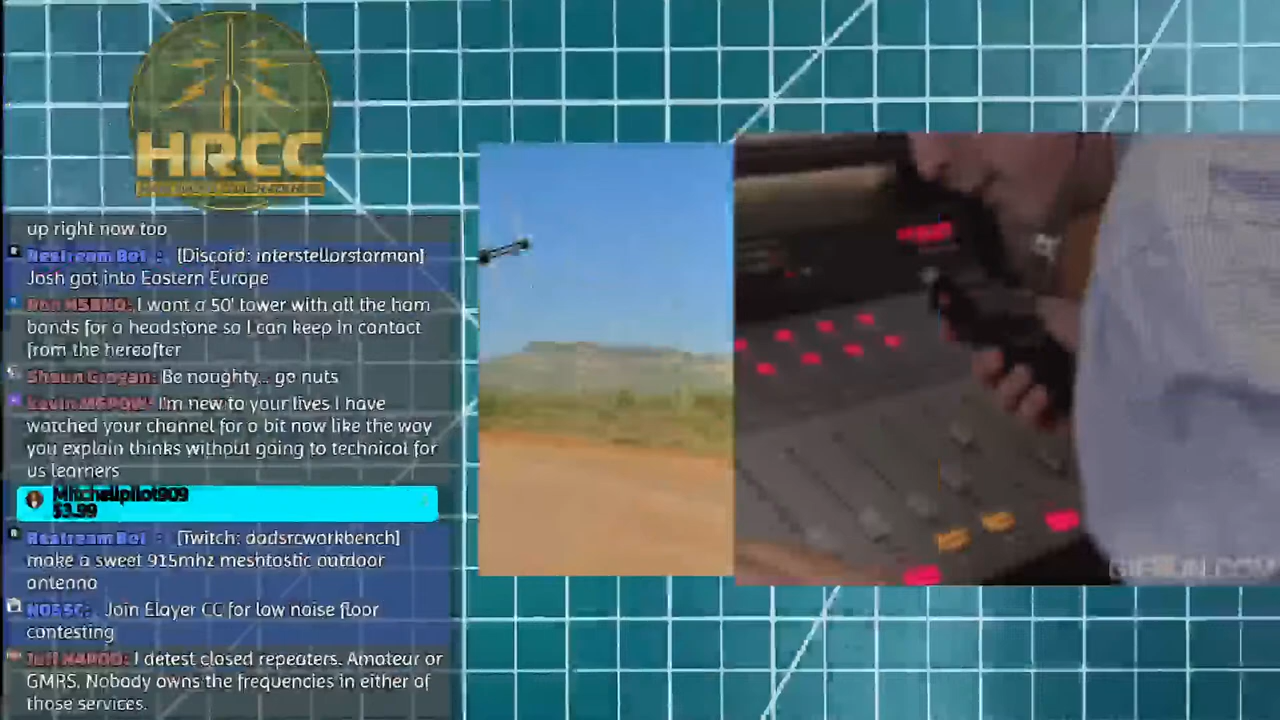 HRCC
up right now too
Restream Bot : [Discord: interstellarstarman]
Josh got into Eastern Europe
I want a 50' tower with all the ham
bands for a headstone so I can keep in contact
from the hereafter
Shaun Grogan: Be noughty... go nuts
I'm new to your lives I have
watched your channel for a bit now like the way
you explain thinks without going to technical for
us learners
Mitchellpilot909
$3.99
Restream Bot : [Twitch: dadsrcworkbench]
make a sweet 915mhz meshtastic outdoor
antenna
Join Elayer CC for low noise floor
contesting
I detest closed repeaters. Amateur or
GMRS. Nobody owns the frequencies in either of
those services.